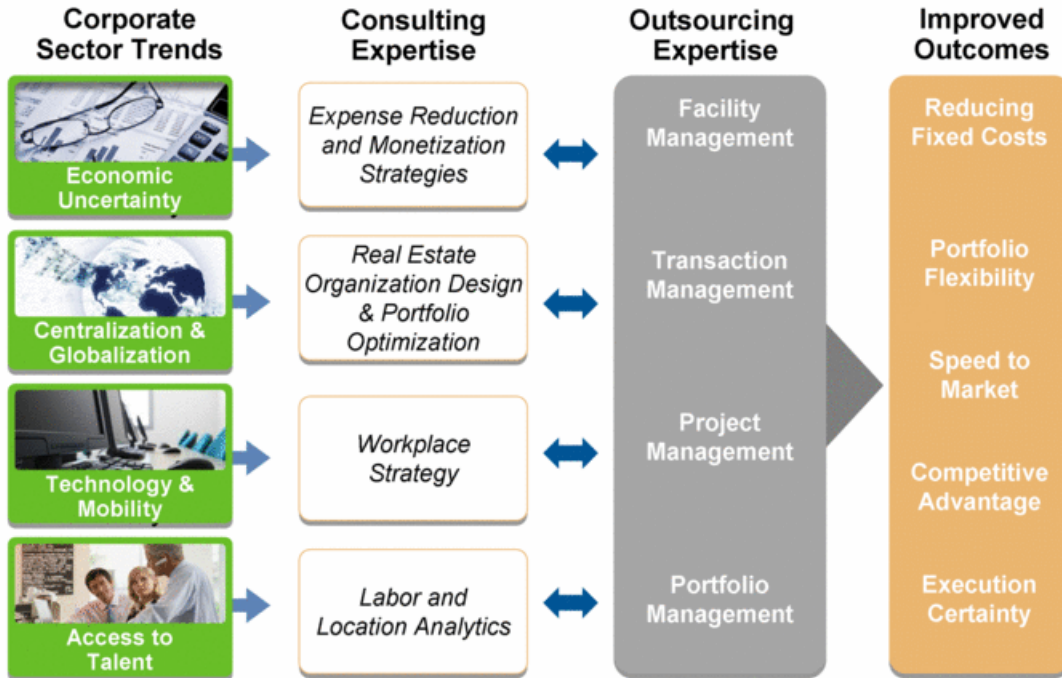 Corporate
Sector Trends
Consulting
Expertise
Outsourcing
Expertise
Improved
Outcomes
Economic
Uncertainty
Expense Reduction
and Monetization
Strategies
Facility
Management
Reducing
Fixed Costs
Centralization &
Globalization
Real Estate
Organization Design
& Portfolio
Optimization
Transaction
Management
Portfolio
Flexibility
Speed to
Market
Technology &
Mobility
Workplace
Strategy
Project
Management
Competitive
Advantage
Access to
Talent
Labor and
Location Analytics
Portfolio
Management
Execution
Certainty